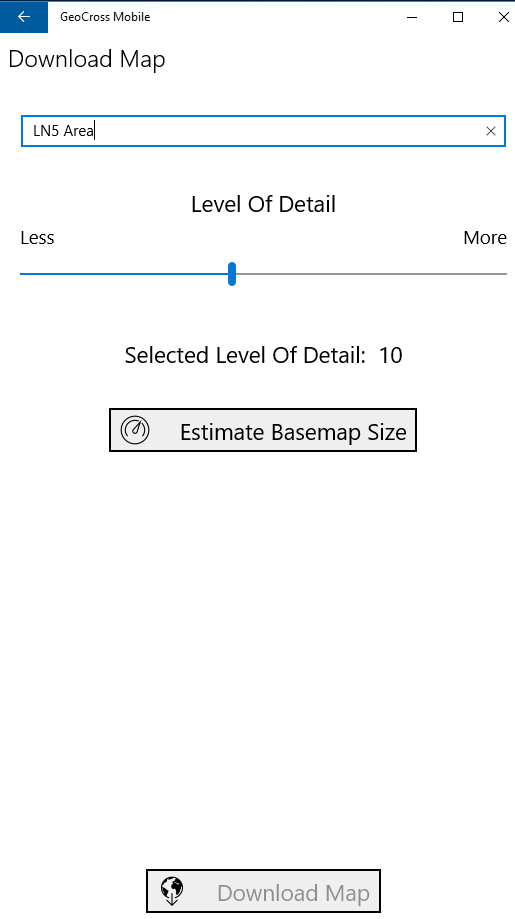 GeoCross Mobile
Download Map
LN5 Area
Level Of Detail
Less More
Selected Level Of Detail: 10
Estimate Basemap Size
Download Map